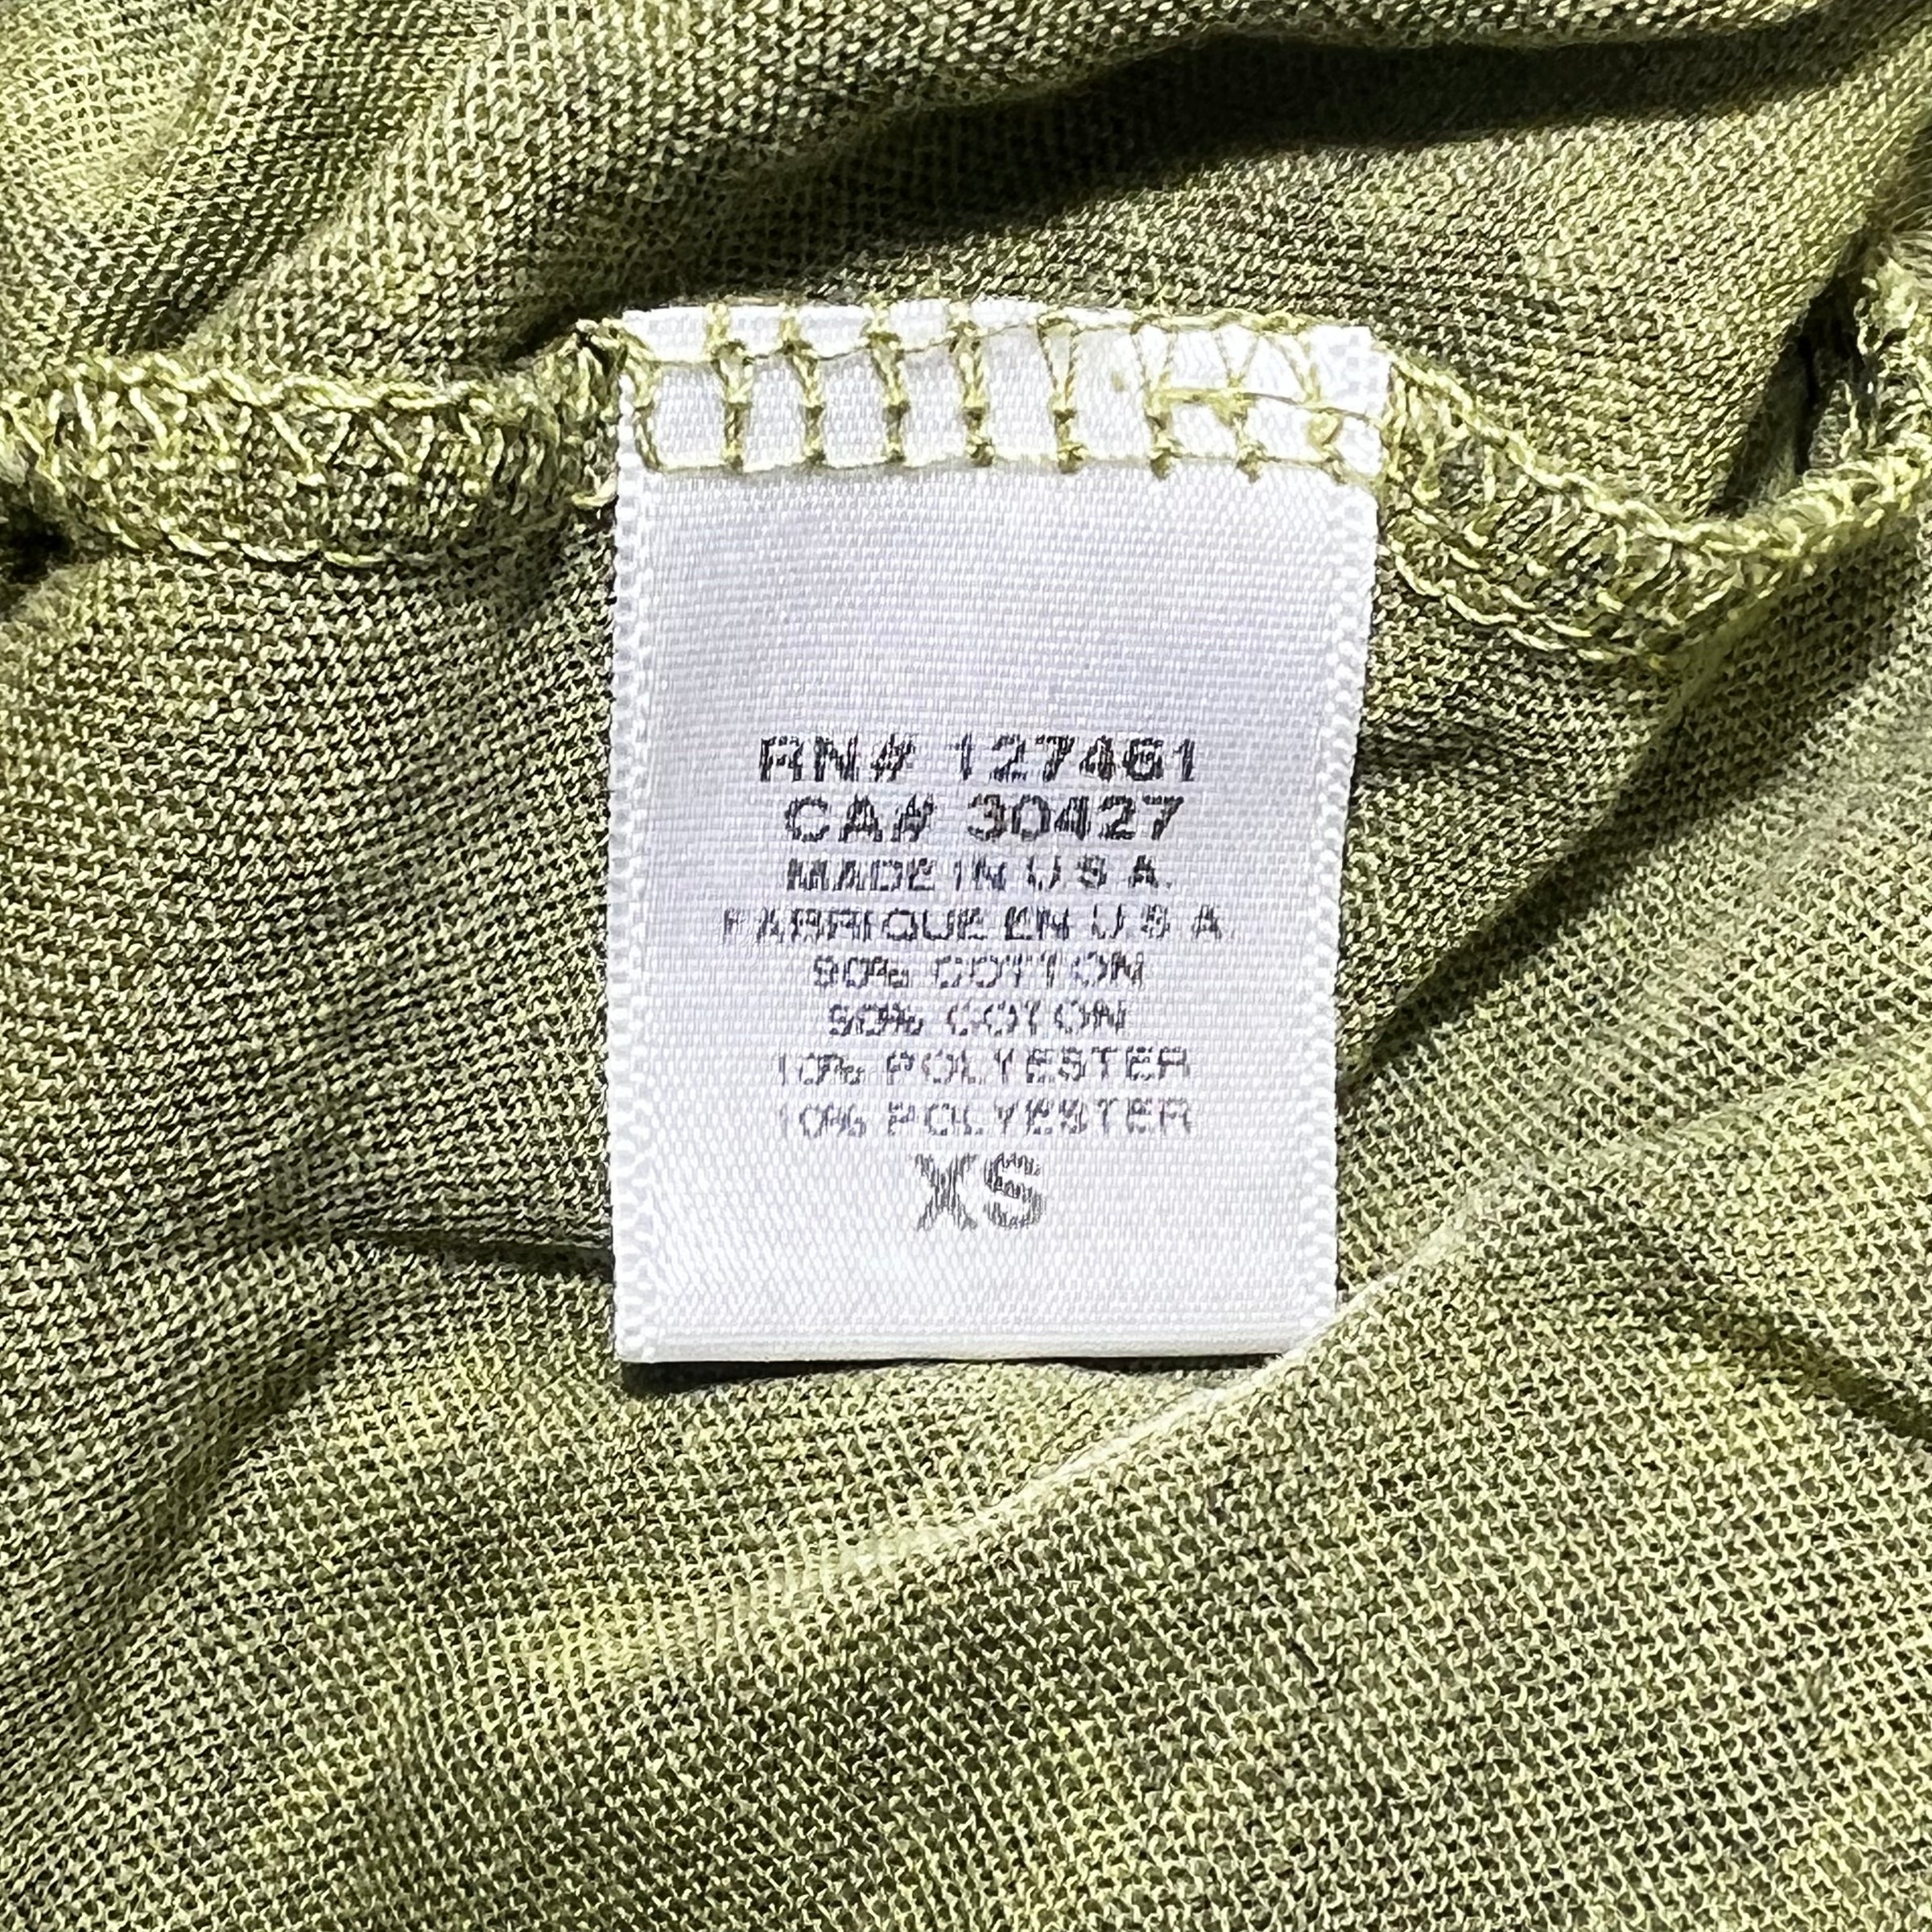 RN# 127461
CA# 30427
MADE IN U.S.A.
FABRIQUE EN U S A
90% COTTON
90% COTON
10% POLYESTER
10% POLYESTER
XS